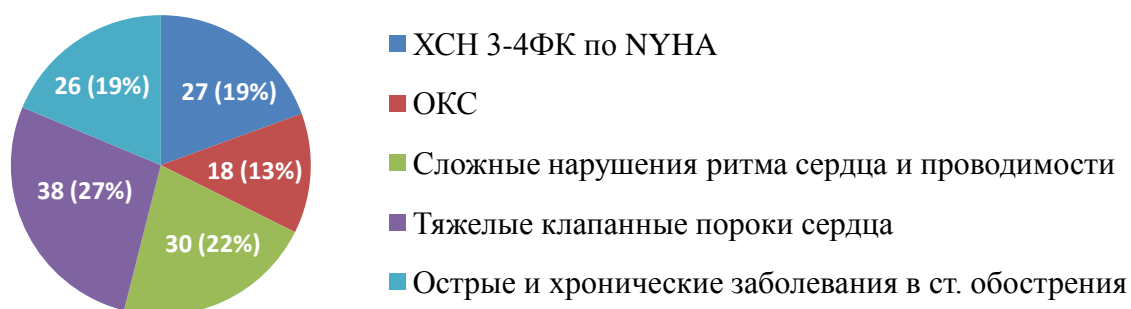 26 (19%)
27 (19%)
18 (13%)
38 (27%)
30 (22%)
ХСН 3-4ФК по NYHA
ОКС
Сложные нарушения ритма сердца и проводимости
Тяжелые клапанные пороки сердца
Острые и хронические заболевания в ст. обострения